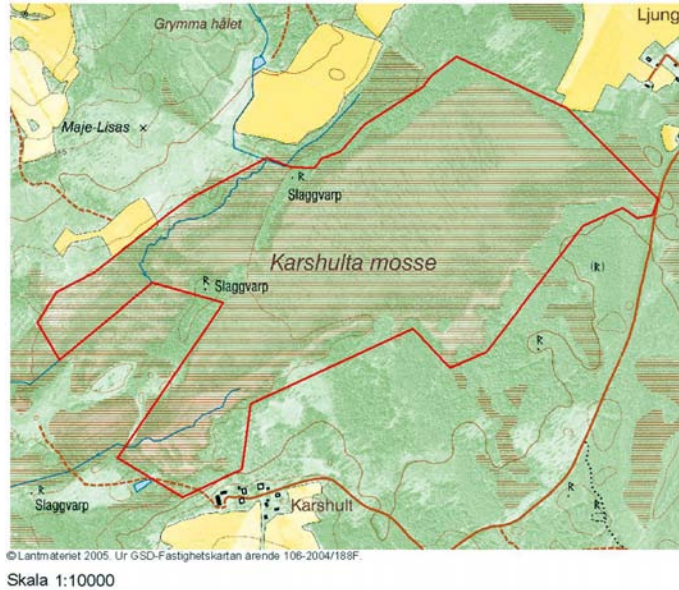 Grymma hålet
Ljung
Maje-Lisas
R
Slaggvarp
Karshulta mosse
(R)
R
Slaggvarp
R
R
Slaggvarp
Karshult
R
R
© Lantmäteriet 2005. Ur GSD-Fastighetskartan ärende 106-2004/188F.
Skala 1:10000